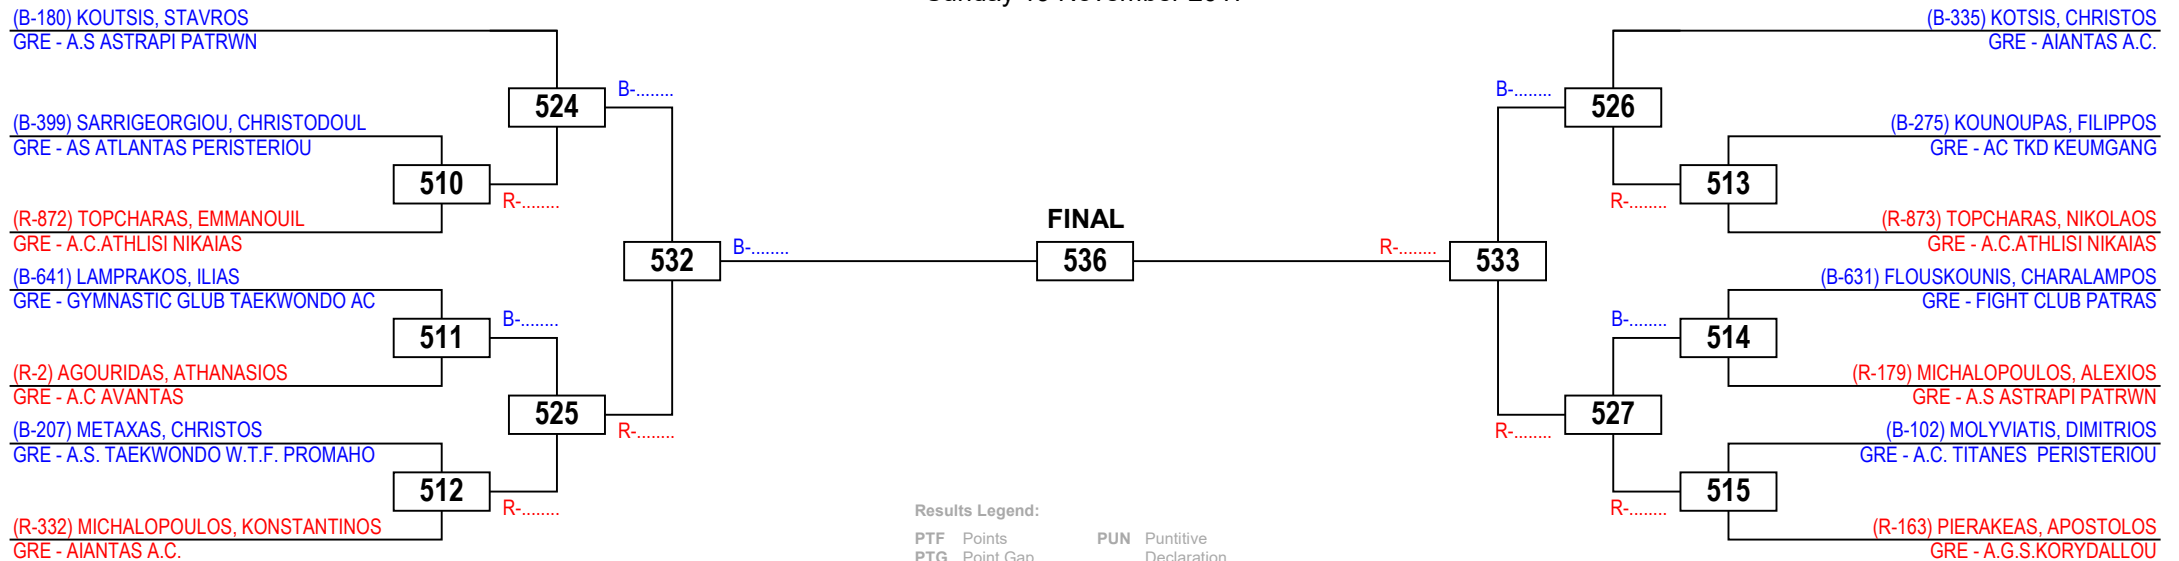 (B-180) KOUTSIS, STAVROS
GRE - A.S ASTRAPI PATRWN
(B-399) SARRIGEORGIOU, CHRISTODOUL
GRE - AS ATLANTAS PERISTERIOU
(R-872) TOPCHARAS, EMMANOUIL
GRE - A.C.ATHLISI NIKAIAS
(B-641) LAMPRAKOS, ILIAS
GRE - GYMNASTIC GLUB TAEKWONDO AC
(R-2) AGOURIDAS, ATHANASIOS
GRE - A.C AVANTAS
(B-207) METAXAS, CHRISTOS
GRE - A.S. TAEKWONDO W.T.F. PROMAHO
(R-332) MICHALOPOULOS, KONSTANTINOS
GRE - AIANTAS A.C.
510
511
512
R-........
B-........
R-........
524
525
B-........
R-........
532
B-........
FINAL
536
R-........
533
B-........
R-........
526
527
R-........
B-........
R-........
513
514
515
(B-335) KOTSIS, CHRISTOS
GRE - AIANTAS A.C.
(B-275) KOUNOUPAS, FILIPPOS
GRE - AC TKD KEUMGANG
(R-873) TOPCHARAS, NIKOLAOS
GRE - A.C.ATHLISI NIKAIAS
(B-631) FLOUSKOUNIS, CHARALAMPOS
GRE - FIGHT CLUB PATRAS
(R-179) MICHALOPOULOS, ALEXIOS
GRE - A.S ASTRAPI PATRWN
(B-102) MOLYVIATIS, DIMITRIOS
GRE - A.C. TITANES  PERISTERIOU
(R-163) PIERAKEAS, APOSTOLOS
GRE - A.G.S.KORYDALLOU
Results Legend:
PTF Points PUN Puntitive
PTG Point Gap Declaration